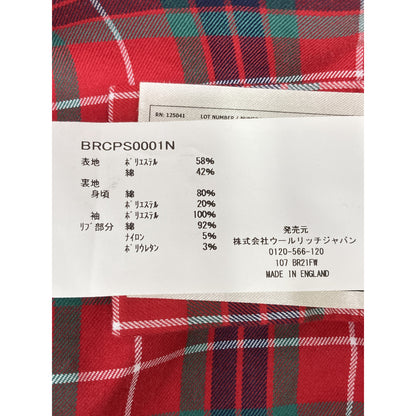 RN: 125041 LOT NUMBER /
BRCPS0001N
表地 ﾎﾟﾘｴｽﾃﾙ 58%
綿 42%
裏地
身頃 綿 80%
ﾎﾟﾘｴｽﾃﾙ 20%
袖 ﾎﾟﾘｴｽﾃﾙ 100%
ﾘﾌﾞ部分 綿 92%
ﾅｲﾛﾝ 5%
ﾎﾟﾘｳﾚﾀﾝ 3%
発売元
株式会社ウールリッチジャパン
0120-566-120
107 BR21FW
MADE IN ENGLAND